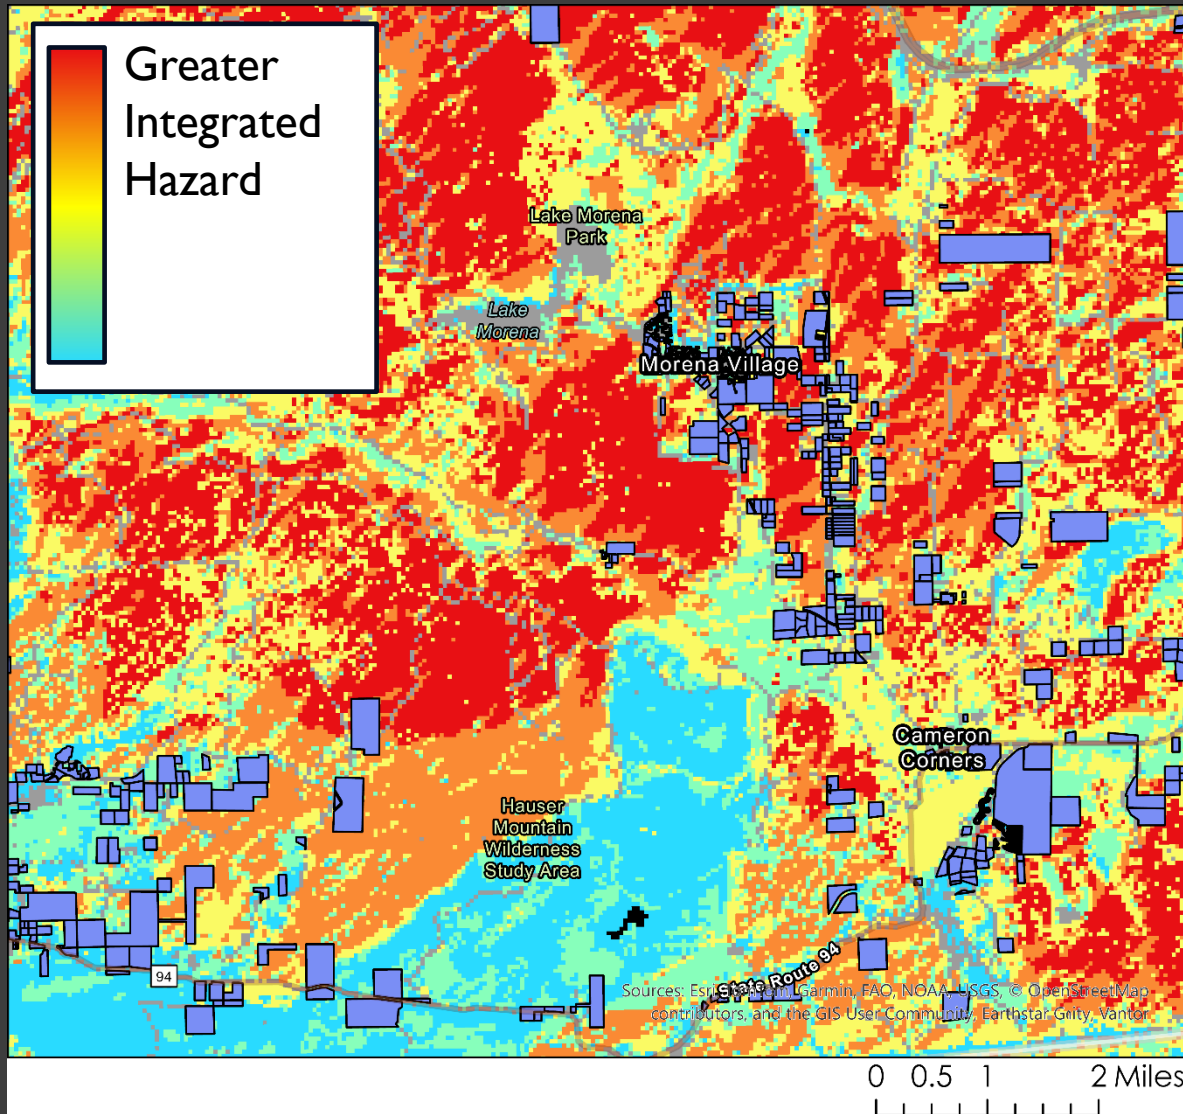 Greater
Integrated
Hazard
Lake Morena
Park
Lake
Morena
Morena Village
Cameron
Corners
Hauser
Mountain
Wilderness
Study Area
94
State Route 94
Sources: Esri, Garmin, FAO, NOAA, USGS, © OpenStreetMap
contributors, and the GIS User Community, Earthstar Grity, Vantor
0 0.5 1 2 Miles